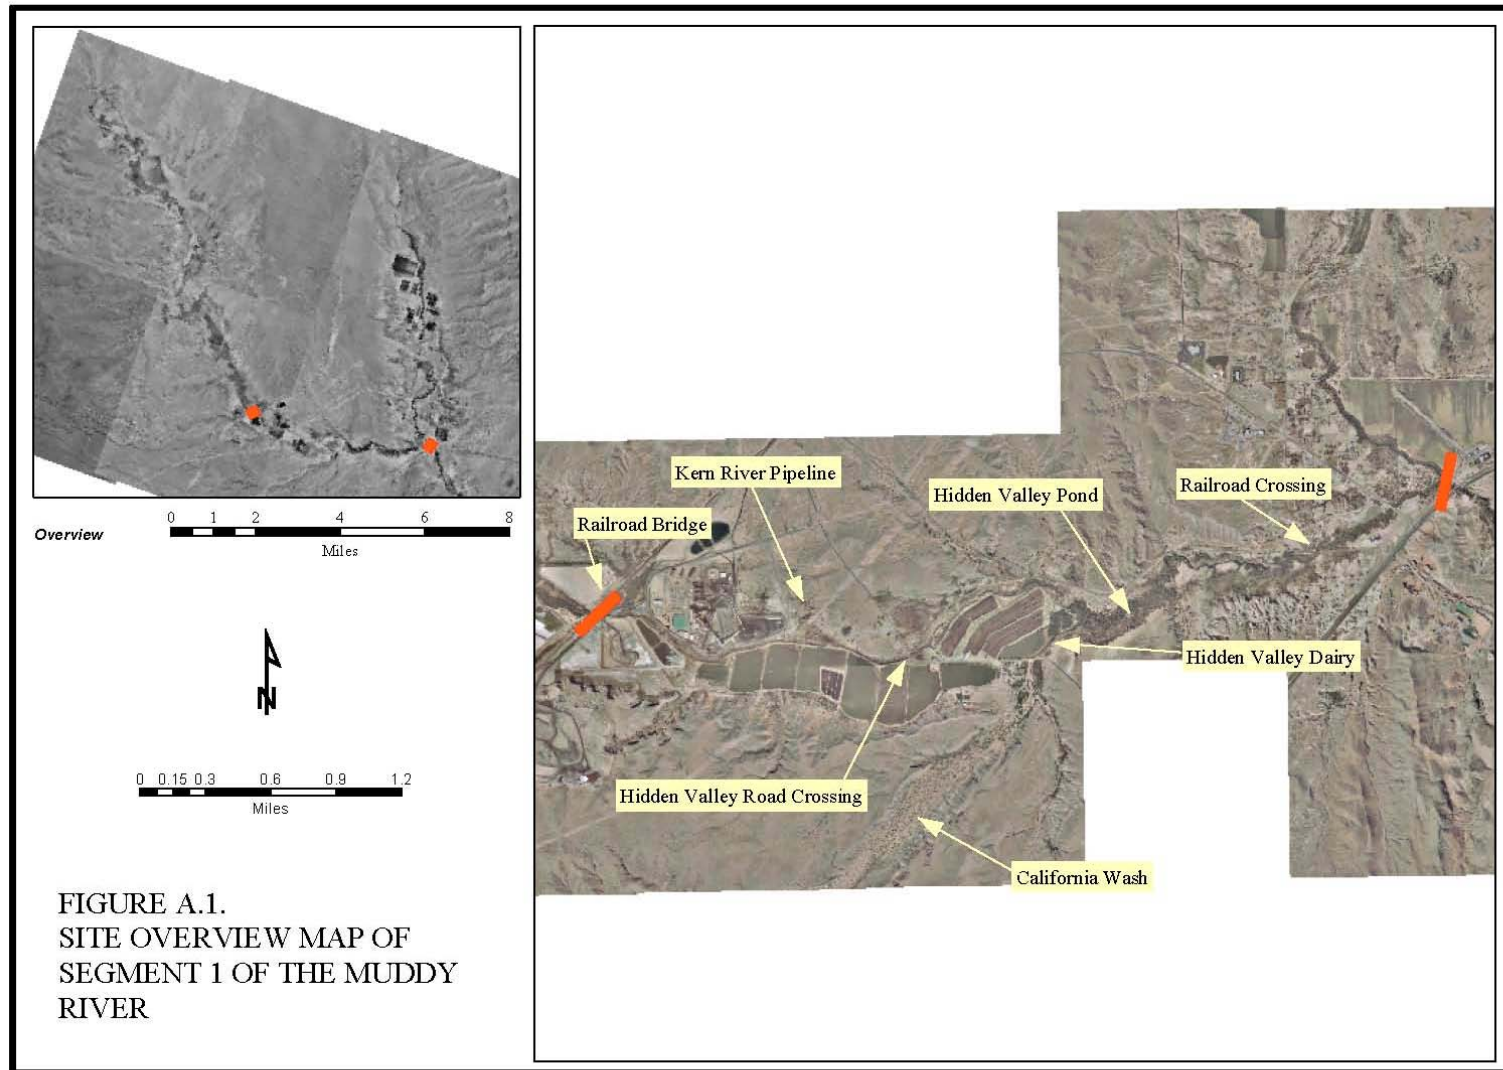 Kern River Pipeline
Hidden Valley Pond
Railroad Crossing
Railroad Bridge
Hidden Valley Dairy
Hidden Valley Road Crossing
California Wash
Overview
0 1 2 4 6 8
Miles
N
0 0.15 0.3 0.6 0.9 1.2
Miles
FIGURE A.1.
SITE OVERVIEW MAP OF
SEGMENT 1 OF THE MUDDY
RIVER